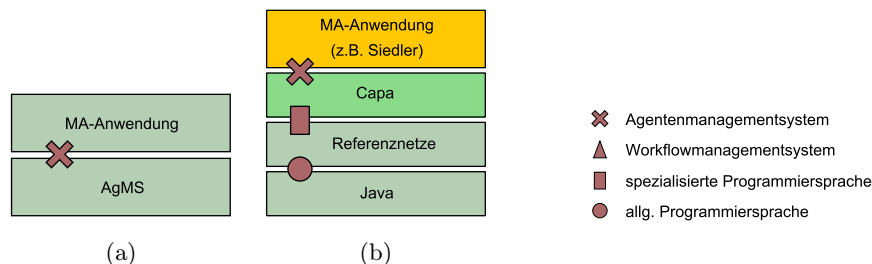 MA-Anwendung
(z.B. Siedler)
Capa
Referenznetze
Java
MA-Anwendung
AgMS
(a)
(b)
Agentenmanagementsystem
Workflowmanagementsystem
spezialisierte Programmiersprache
allg. Programmiersprache